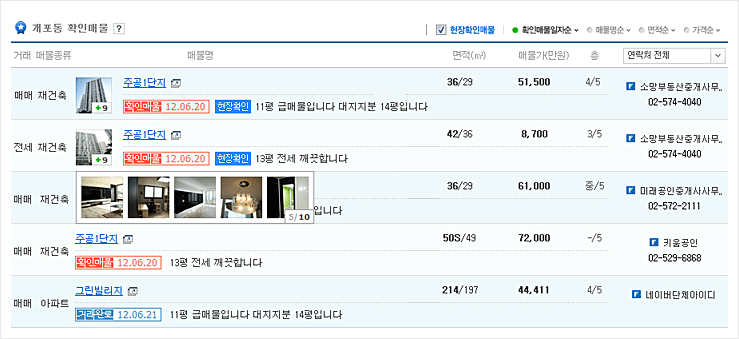 개포동 확인매물 ?
현장확인매물 확인매물일자순 매물명순 면적순 가격순
거래 매물종류 매물명 면적(㎡) 매물가(만원) 층 연락처 전체
매매 재건축 +9 주공1단지 36/29 51,500 4/5 소망부동산중개사무..
확인매물 12.06.20 현장확인 11평 급매물입니다 대지지분 14평입니다 02-574-4040
전세 재건축 +9 주공1단지 42/36 8,700 3/5 소망부동산중개사무..
확인매물 12.06.20 현장확인 13평 전세 깨끗합니다 02-574-4040
매매 재건축 36/29 61,000 중/5 미래공인중개사사무..
5/10 입니다 02-572-2111
매매 재건축 주공1단지 50S/49 72,000 -/5 키움공인
확인매물 12.06.20 13평 전세 깨끗합니다 02-529-6868
매매 아파트 그린빌리지 214/197 44,411 4/5 네이버단체아이디
거래완료 12.06.21 11평 급매물입니다 대지지분 14평입니다